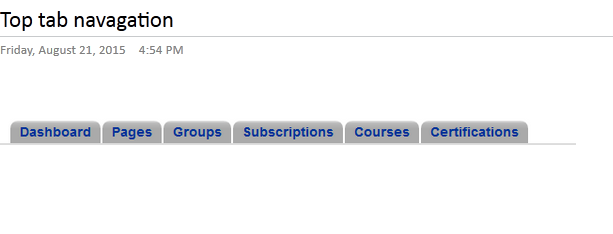 Top tab navagation
Friday, August 21, 2015 4:54 PM
Dashboard Pages Groups Subscriptions Courses Certifications